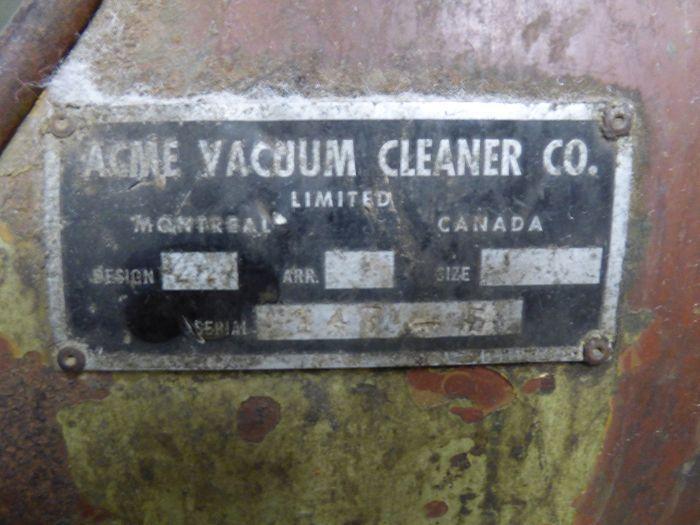 ACME VACUUM CLEANER CO.
LIMITED
MONTREAL CANADA
DESIGN ARR. SIZE
SERIAL